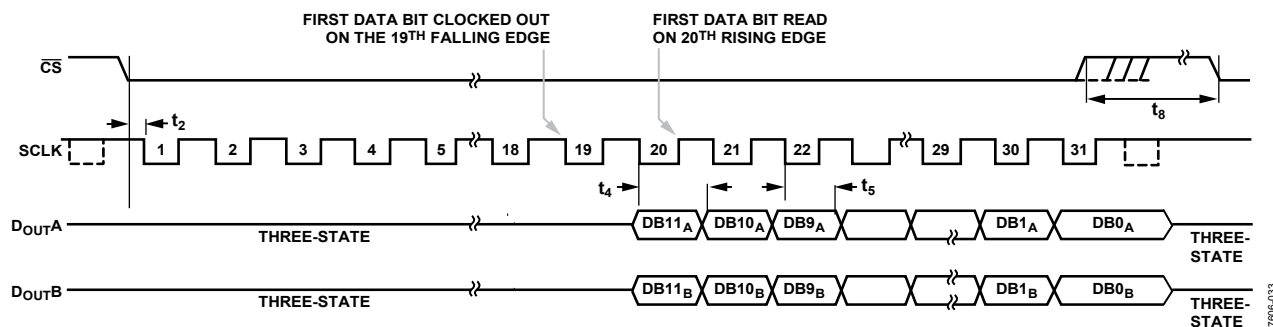 FIRST DATA BIT CLOCKED OUT
ON THE 19TH FALLING EDGE
FIRST DATA BIT READ
ON 20TH RISING EDGE
CS
t8
t2
SCLK
1 2 3 4 5 18 19 20 21 22 29 30 31
t4 t5
DOUTA THREE-STATE DB11A DB10A DB9A DB1A DB0A THREE-
STATE
DOUTB THREE-STATE DB11B DB10B DB9B DB1B DB0B THREE-
STATE